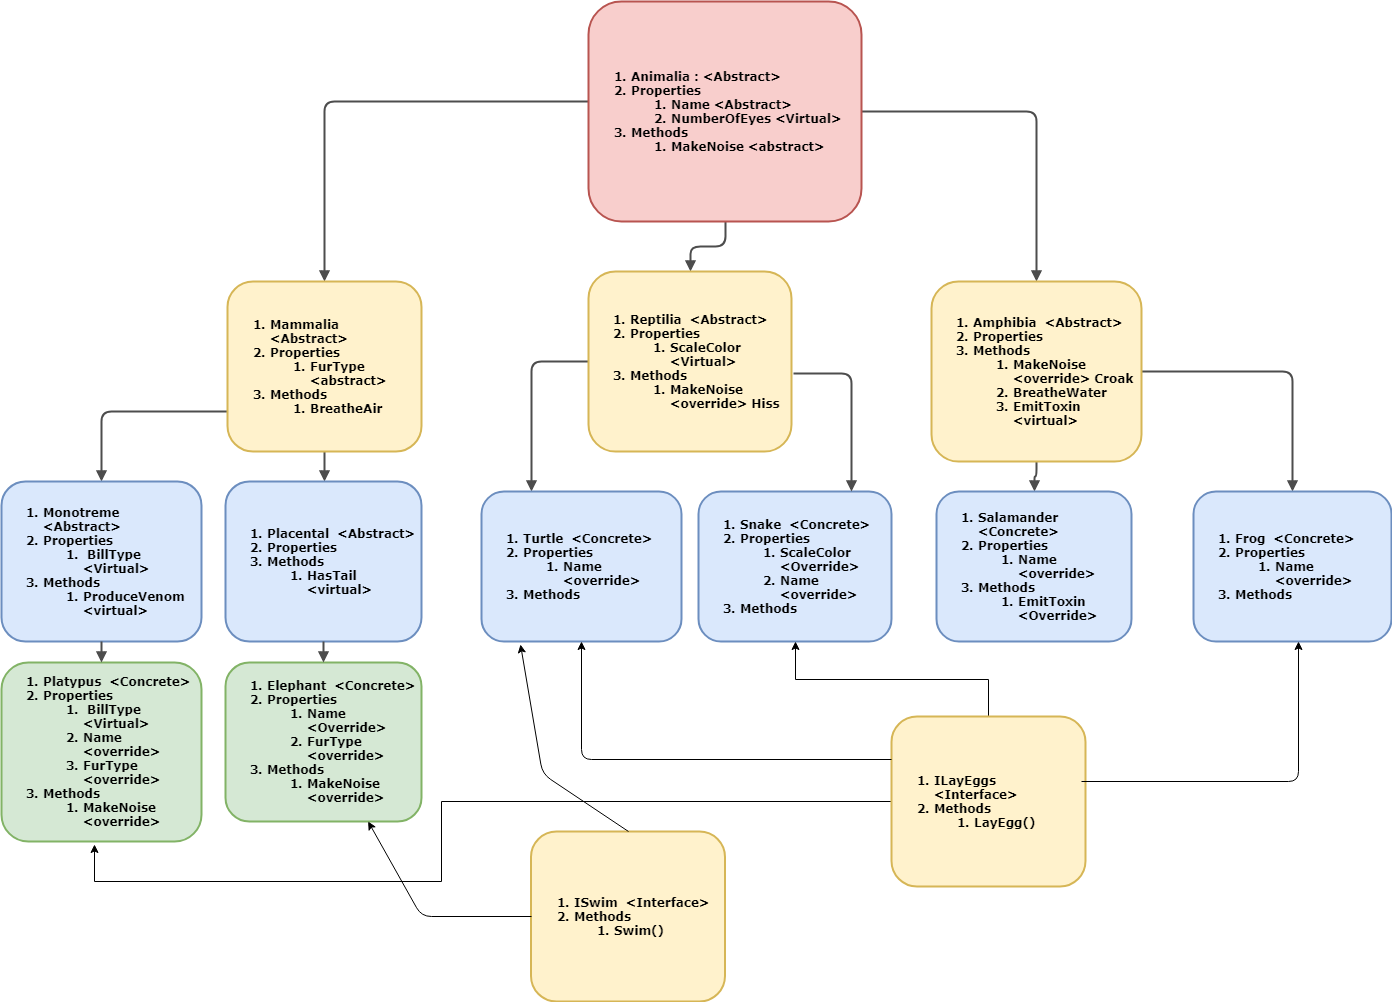 1. Animalia : <Abstract>
2. Properties
1. Name <Abstract>
2. NumberOfEyes <Virtual>
3. Methods
1. MakeNoise <abstract>
1. Mammalia
<Abstract>
2. Properties
1. FurType
<abstract>
3. Methods
1. BreatheAir
1. Reptilia <Abstract>
2. Properties
1. ScaleColor
<Virtual>
3. Methods
1. MakeNoise
<override> Hiss
1. Amphibia <Abstract>
2. Properties
3. Methods
1. MakeNoise
<override> Croak
2. BreatheWater
3. EmitToxin
<virtual>
1. Monotreme
<Abstract>
2. Properties
1. BillType
<Virtual>
3. Methods
1. ProduceVenom
<virtual>
1. Placental <Abstract>
2. Properties
3. Methods
1. HasTail
<virtual>
1. Turtle <Concrete>
2. Properties
1. Name
<override>
3. Methods
1. Snake <Concrete>
2. Properties
1. ScaleColor
<Override>
2. Name
<override>
3. Methods
1. Salamander
<Concrete>
2. Properties
1. Name
<override>
3. Methods
1. EmitToxin
<Override>
1. Frog <Concrete>
2. Properties
1. Name
<override>
3. Methods
1. Platypus <Concrete>
2. Properties
1. BillType
<Virtual>
2. Name
<override>
3. FurType
<override>
3. Methods
1. MakeNoise
<override>
1. Elephant <Concrete>
2. Properties
1. Name
<Override>
2. FurType
<override>
3. Methods
1. MakeNoise
<override>
1. ILayEggs
<Interface>
2. Methods
1. LayEgg()
1. ISwim <Interface>
2. Methods
1. Swim()